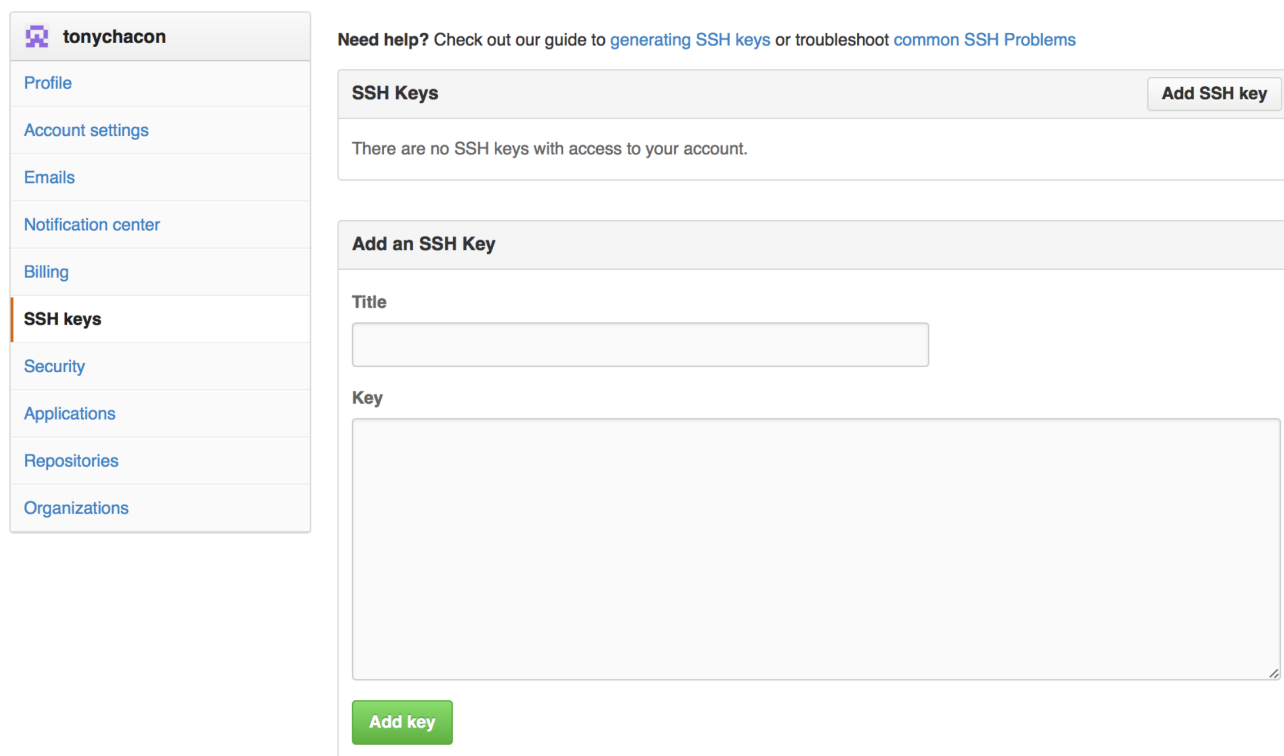 tonychacon
Profile
Account settings
Emails
Notification center
Billing
SSH keys
Security
Applications
Repositories
Organizations
Need help? Check out our guide to generating SSH keys or troubleshoot common SSH Problems
SSH Keys
Add SSH key
There are no SSH keys with access to your account.
Add an SSH Key
Title
Key
Add key